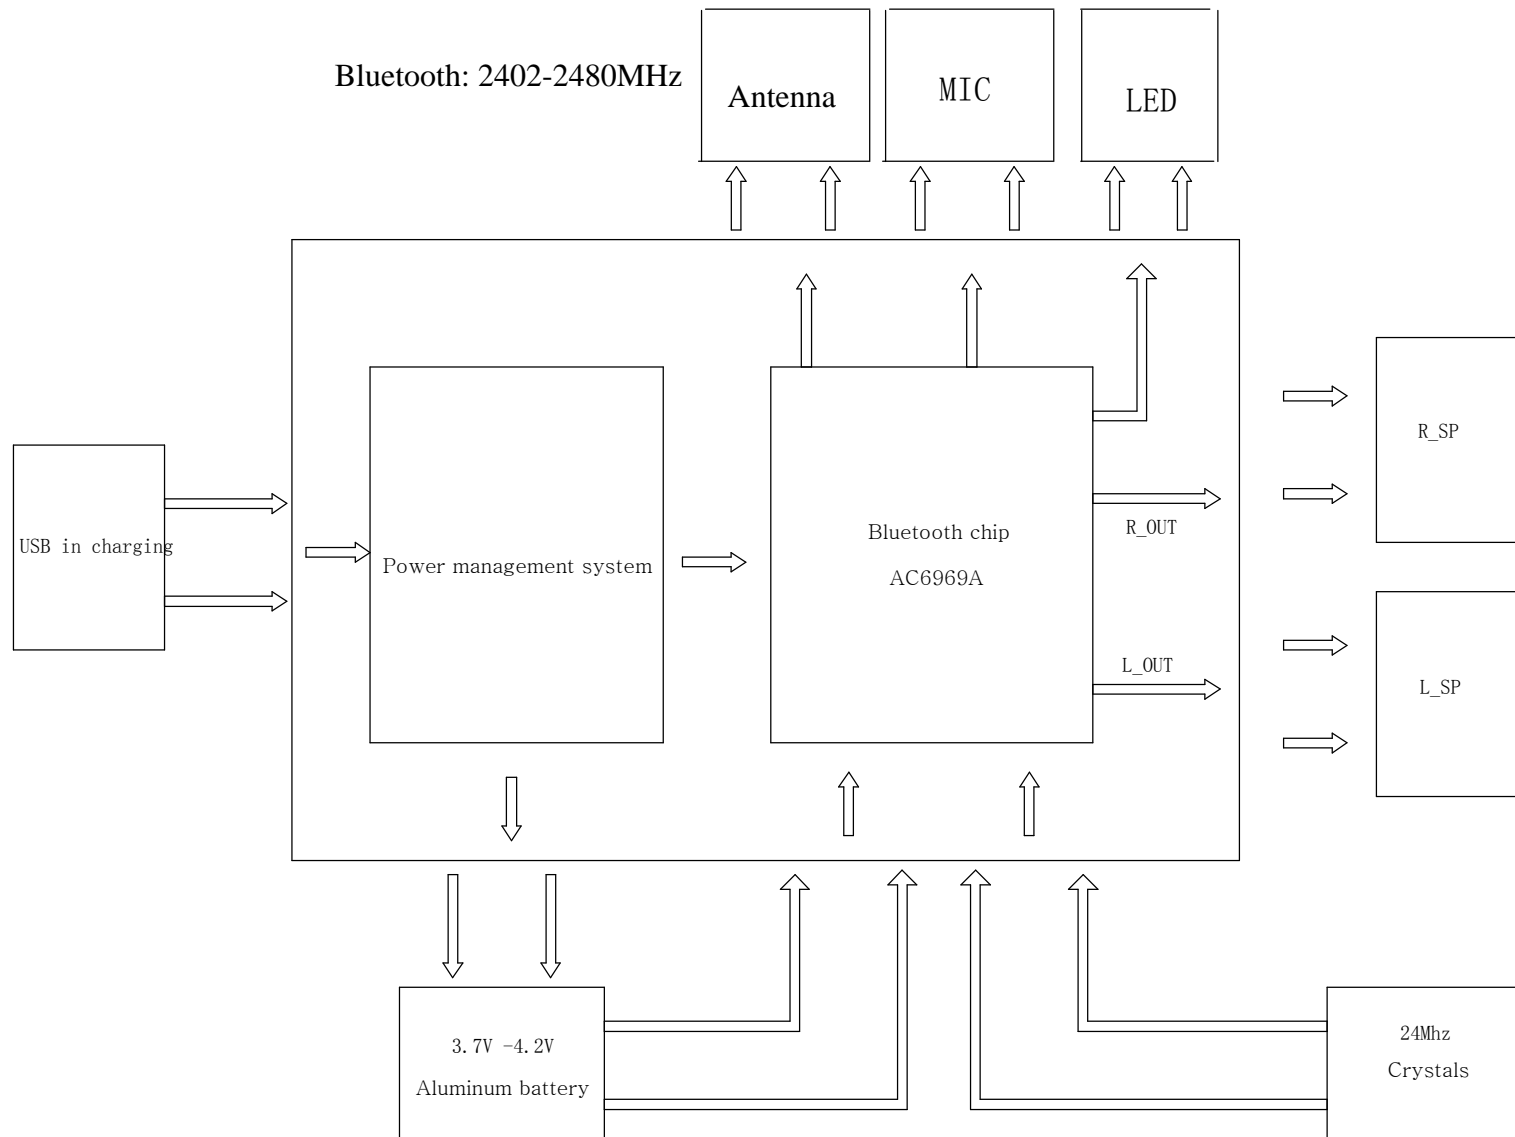 Bluetooth: 2402-2480MHz
Antenna
MIC
LED
R_SP
USB in charging
Power management system
Bluetooth chip
AC6969A
R_OUT
L_OUT
L_SP
3.7V -4.2V
Aluminum battery
24Mhz
Crystals